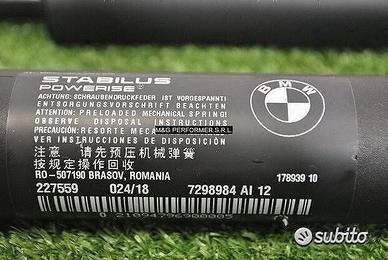 STABILUS
POWERISE
ACHTUNG: SCHRAUBENDRUCKFEDER IST VORGESPANNT!
ENTSORGUNGSVORSCHRIFT BEACHTEN
ATTENTION: PRELOADED MECHANICAL SPRING
OBSERVE DISPOSAL INSTRUCTIONS
M&G PERFORMER S.R.L
PRECAUCIÓN: RESORTE MECA
VER INSTRUCCIONES DE DISPOSICIÓN
注意 请先预压机械弹簧
按规定操作回收
RO-507190 BRASOV, ROMANIA
178939 10
227559 024/18 7298984 AI 12
0 21094796900005
BMW
subito